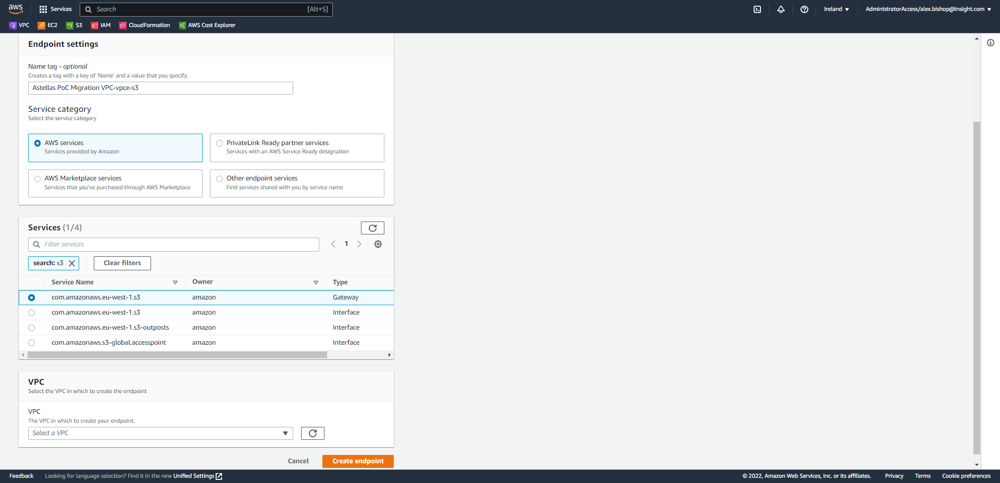 aws
Services
Search
[Alt+S]
Ireland
AdministratorAccess/alex.bishop@insight.com
VPC
EC2
S3
IAM
CloudFormation
AWS Cost Explorer
Endpoint settings
Name tag - optional
Creates a tag with a key of 'Name' and a value that you specify.
Astellas PoC Migration VPC-vpce-s3
Service category
Select the service category
AWS services
Services provided by Amazon
PrivateLink Ready partner services
Services with an AWS Service Ready designation
AWS Marketplace services
Services that you've purchased through AWS Marketplace
Other endpoint services
Find services shared with you by service name
Services (1/4)
Filter services
1
search: s3
Clear filters
Service Name
Owner
Type
com.amazonaws.eu-west-1.s3
amazon
Gateway
com.amazonaws.eu-west-1.s3
amazon
Interface
com.amazonaws.eu-west-1.s3-outposts
amazon
Interface
com.amazonaws.s3-global.accesspoint
amazon
Interface
VPC
Select the VPC in which to create the endpoint
VPC
The VPC in which to create your endpoint.
Select a VPC
Cancel
Create endpoint
Feedback
Looking for language selection? Find it in the new Unified Settings
© 2022, Amazon Web Services, Inc. or its affiliates.
Privacy
Terms
Cookie preferences